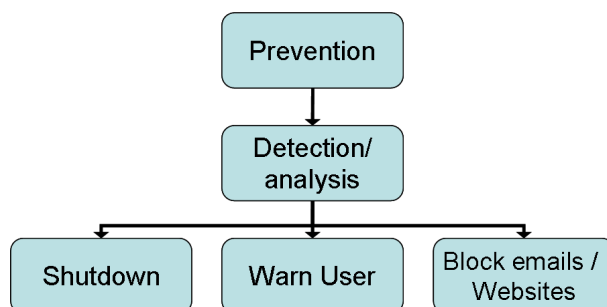 Prevention
Detection/
analysis
Shutdown
Warn User
Block emails /
Websites